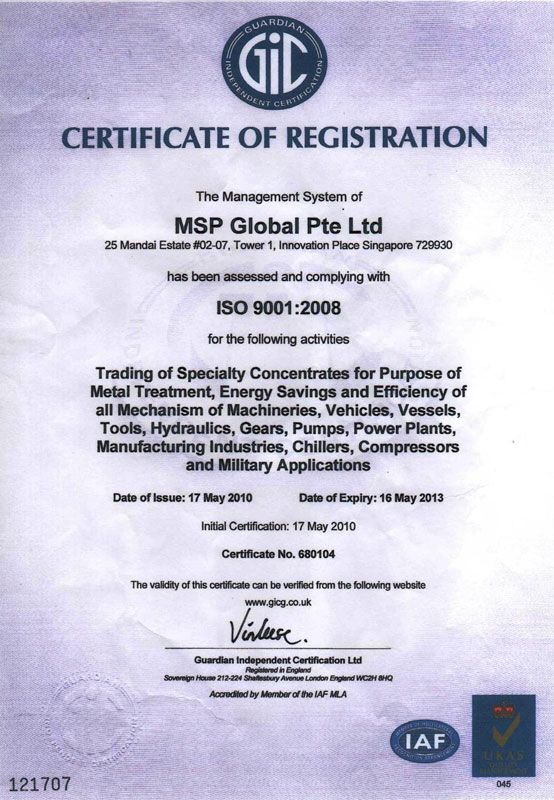 GUARDIAN
GIC
INDEPENDENT CERTIFICATION
CERTIFICATE OF REGISTRATION
The Management System of
MSP Global Pte Ltd
25 Mandai Estate #02-07, Tower 1, Innovation Place Singapore 729930
has been assessed and complying with
ISO 9001:2008
for the following activities
Trading of Specialty Concentrates for Purpose of
Metal Treatment, Energy Savings and Efficiency of
all Mechanism of Machineries, Vehicles, Vessels,
Tools, Hydraulics, Gears, Pumps, Power Plants,
Manufacturing Industries, Chillers, Compressors
and Military Applications
Date of Issue: 17 May 2010 Date of Expiry: 16 May 2013
Initial Certification: 17 May 2010
Certificate No. 680104
The validity of this certificate can be verified from the following website
www.gicg.co.uk
Guardian Independent Certification Ltd
Registered in England
Sovereign House 212-224 Shaftesbury Avenue London England WC2H 8HQ
Accredited by Member of the IAF MLA
IAF
UKAS
045
121707